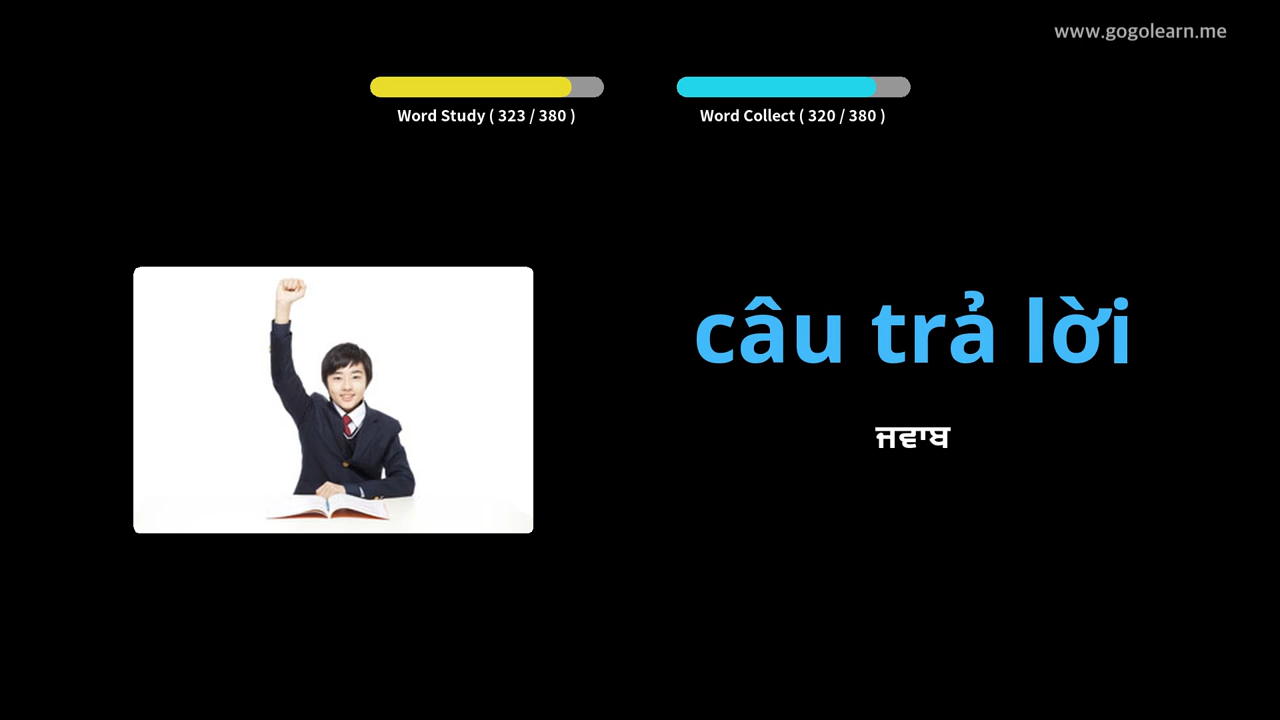 www.gogolearn.me
Word Study ( 323 / 380 )
Word Collect ( 320 / 380 )
câu trả lời
ਜਵਾਬ